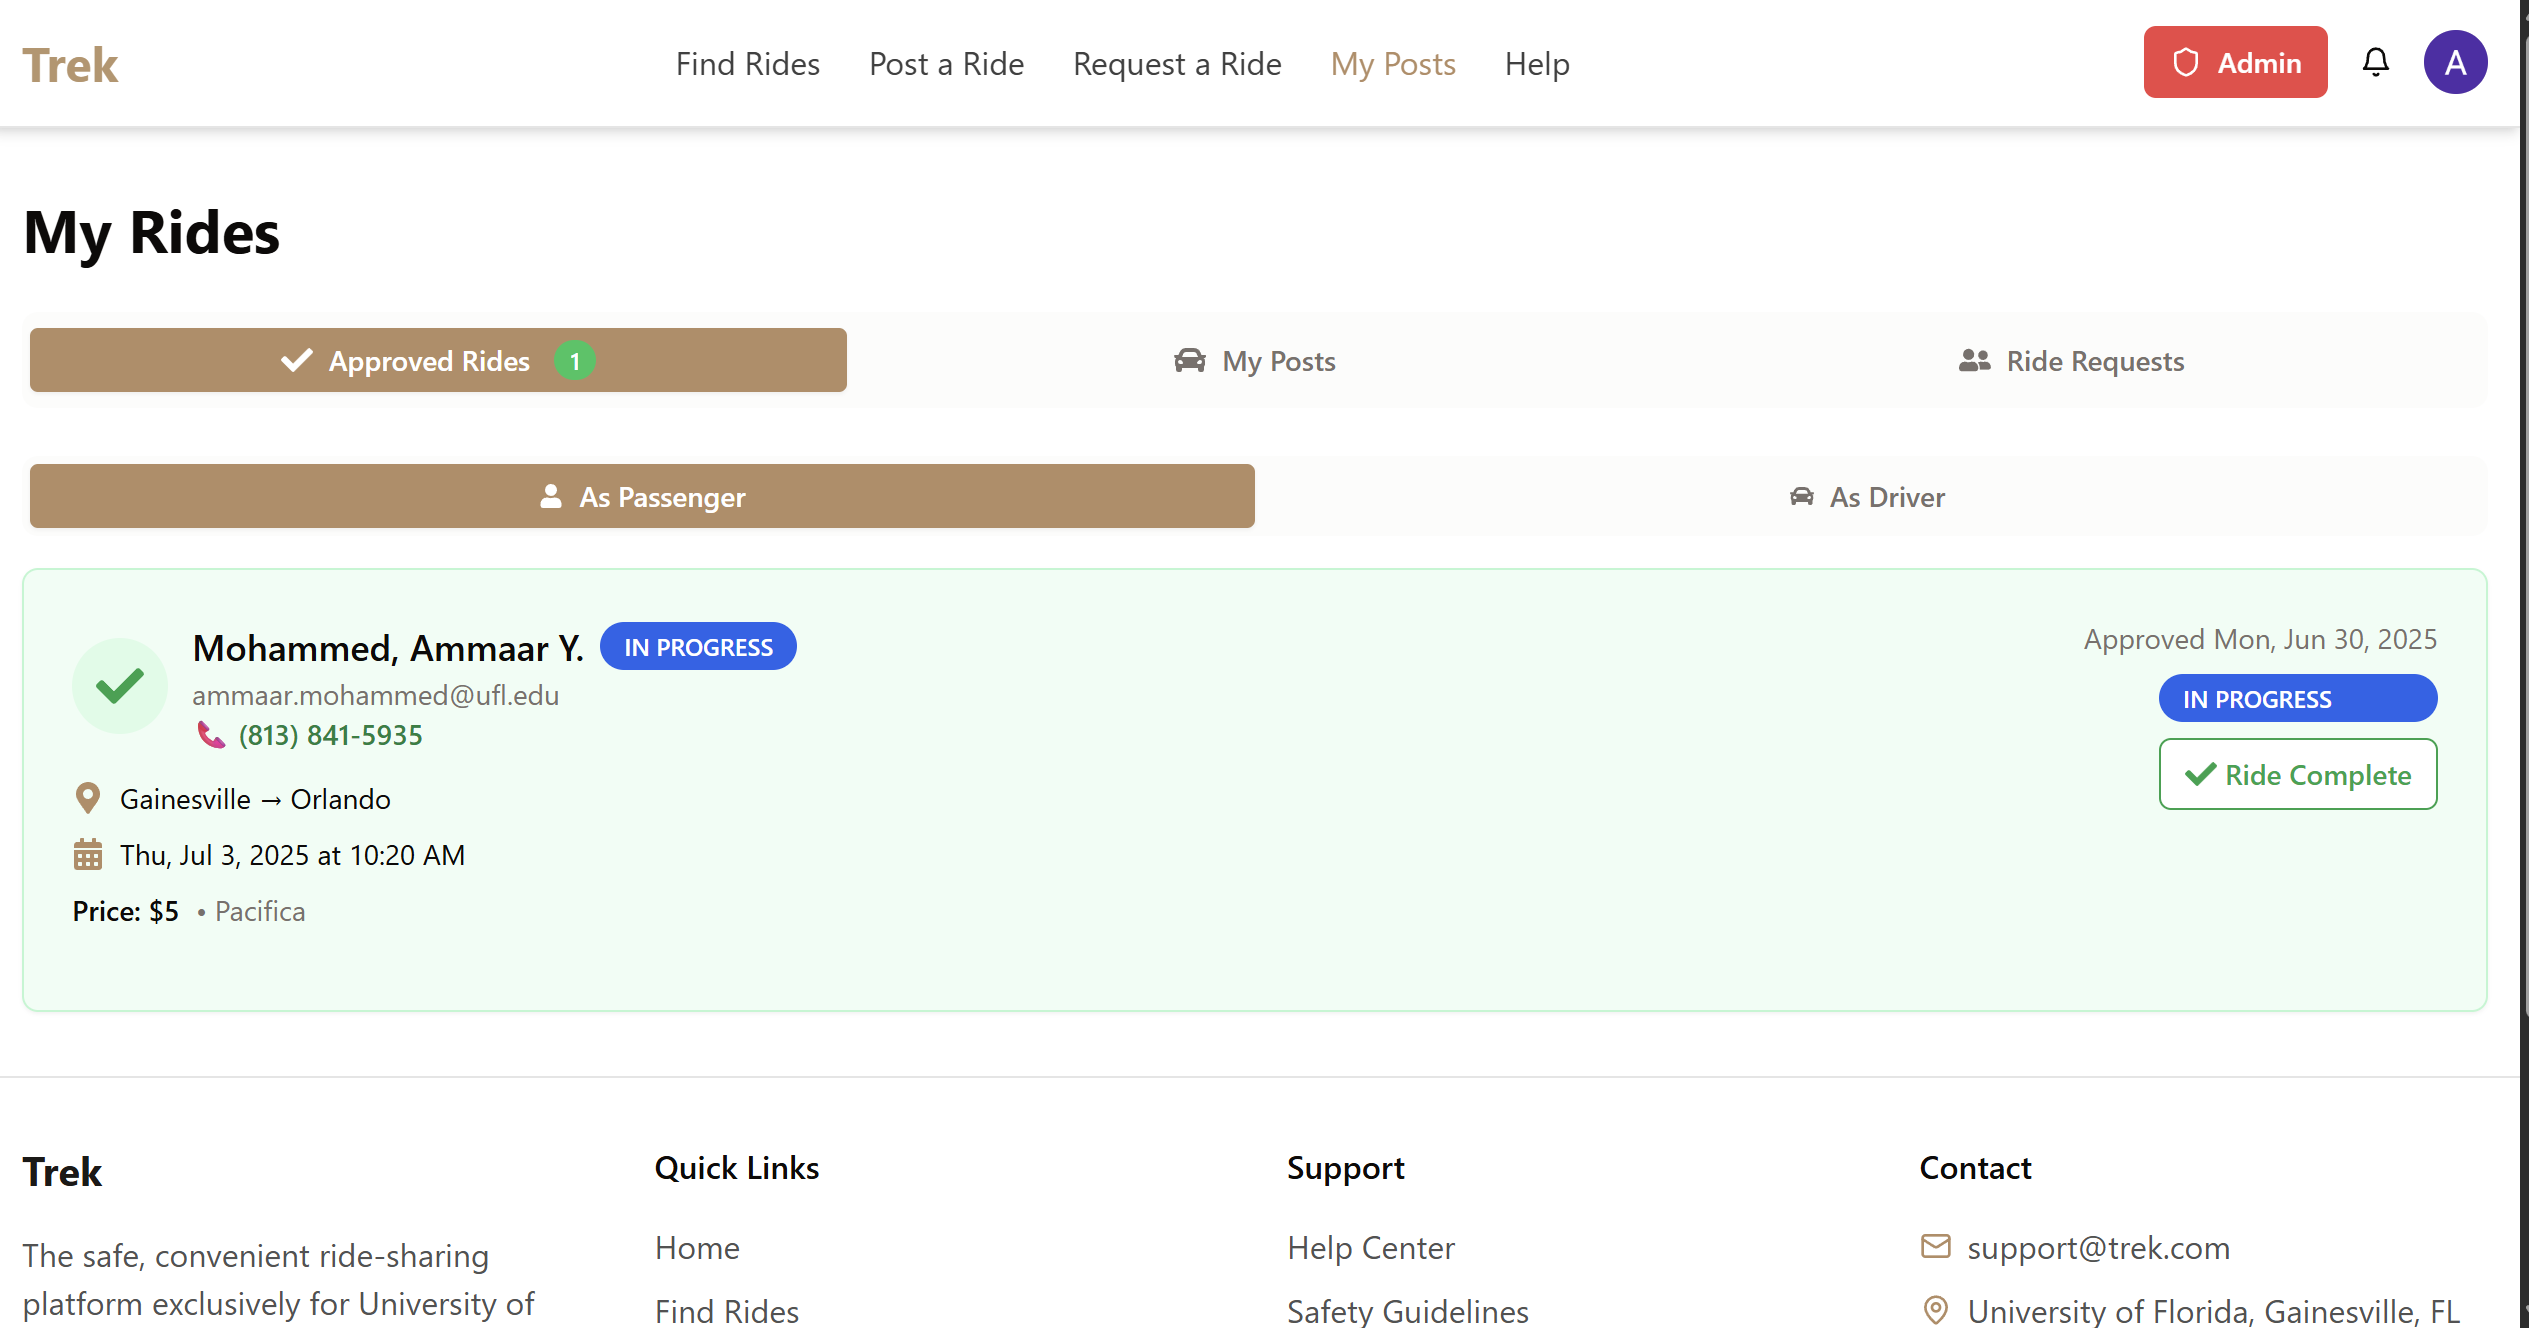 Trek
Find Rides
Post a Ride
Request a Ride
My Posts
Help
Admin
A
My Rides
Approved Rides 1
My Posts
Ride Requests
As Passenger
As Driver
Mohammed, Ammaar Y. IN PROGRESS
ammaar.mohammed@ufl.edu
(813) 841-5935
Gainesville → Orlando
Thu, Jul 3, 2025 at 10:20 AM
Price: $5 • Pacifica
Approved Mon, Jun 30, 2025
IN PROGRESS
Ride Complete
Trek
The safe, convenient ride-sharing
platform exclusively for University of
Quick Links
Home
Find Rides
Support
Help Center
Safety Guidelines
Contact
support@trek.com
University of Florida, Gainesville, FL